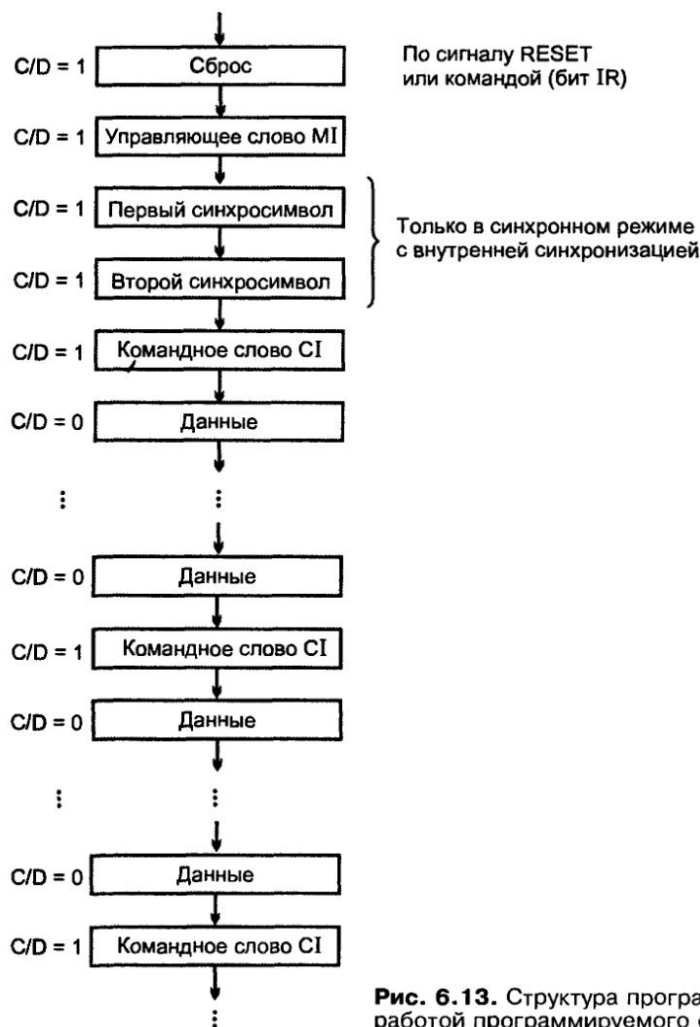 C/D = 1 Сброс
По сигналу RESET
или командой (бит IR)
C/D = 1 Управляющее слово MI
C/D = 1 Первый синхросимвол
Только в синхронном режиме
с внутренней синхронизацией
C/D = 1 Второй синхросимвол
C/D = 1 Командное слово CI
C/D = 0 Данные
C/D = 0 Данные
C/D = 1 Командное слово CI
C/D = 0 Данные
C/D = 0 Данные
C/D = 1 Командное слово CI
Рис. 6.13. Структура
работой программируемого